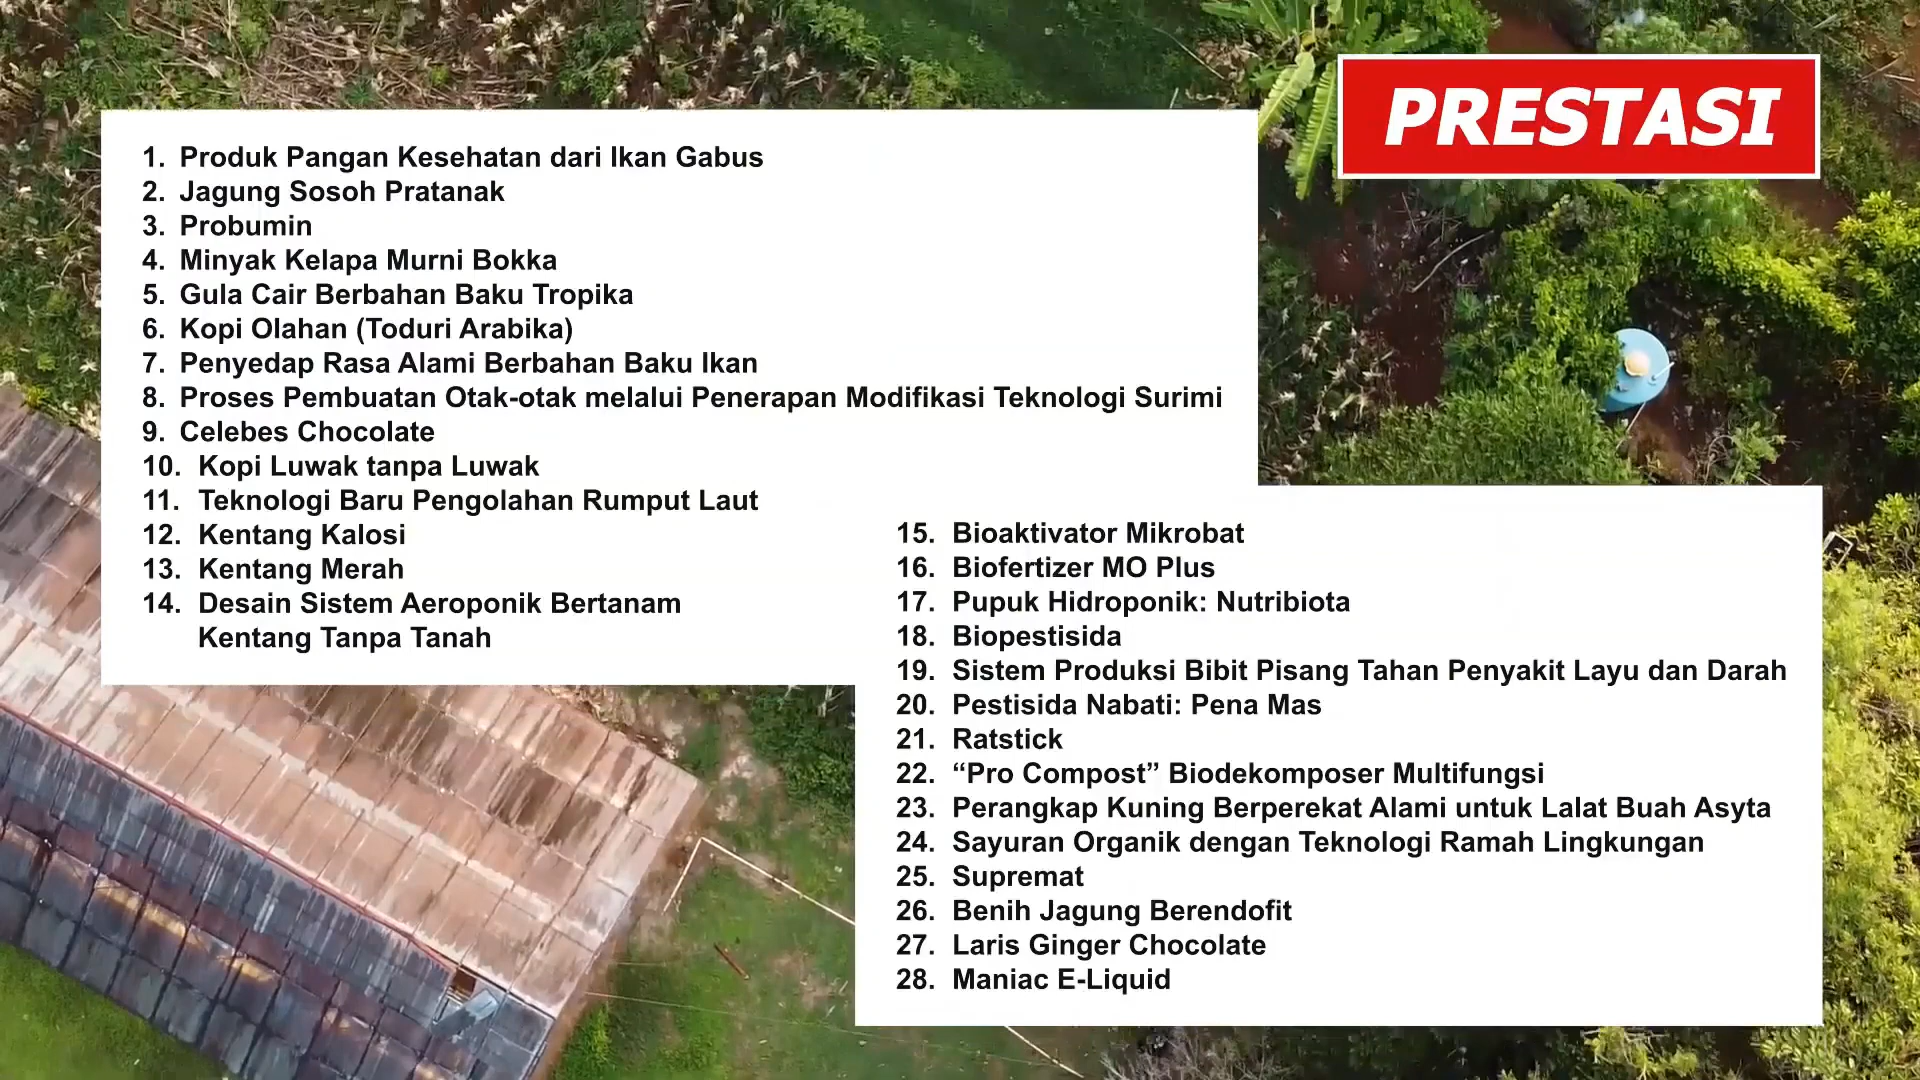 PRESTASI
1. Produk Pangan Kesehatan dari Ikan Gabus
2. Jagung Sosoh Pratanak
3. Probumin
4. Minyak Kelapa Murni Bokka
5. Gula Cair Berbahan Baku Tropika
6. Kopi Olahan (Toduri Arabika)
7. Penyedap Rasa Alami Berbahan Baku Ikan
8. Proses Pembuatan Otak-otak melalui Penerapan Modifikasi Teknologi Surimi
9. Celebes Chocolate
10. Kopi Luwak tanpa Luwak
11. Teknologi Baru Pengolahan Rumput Laut
12. Kentang Kalosi
13. Kentang Merah
14. Desain Sistem Aeroponik Bertanam
Kentang Tanpa Tanah
15. Bioaktivator Mikrobat
16. Biofertizer MO Plus
17. Pupuk Hidroponik: Nutribiota
18. Biopestisida
19. Sistem Produksi Bibit Pisang Tahan Penyakit Layu dan Darah
20. Pestisida Nabati: Pena Mas
21. Ratstick
22. “Pro Compost” Biodekomposer Multifungsi
23. Perangkap Kuning Berperekat Alami untuk Lalat Buah Asyta
24. Sayuran Organik dengan Teknologi Ramah Lingkungan
25. Supremat
26. Benih Jagung Berendofit
27. Laris Ginger Chocolate
28. Maniac E-Liquid